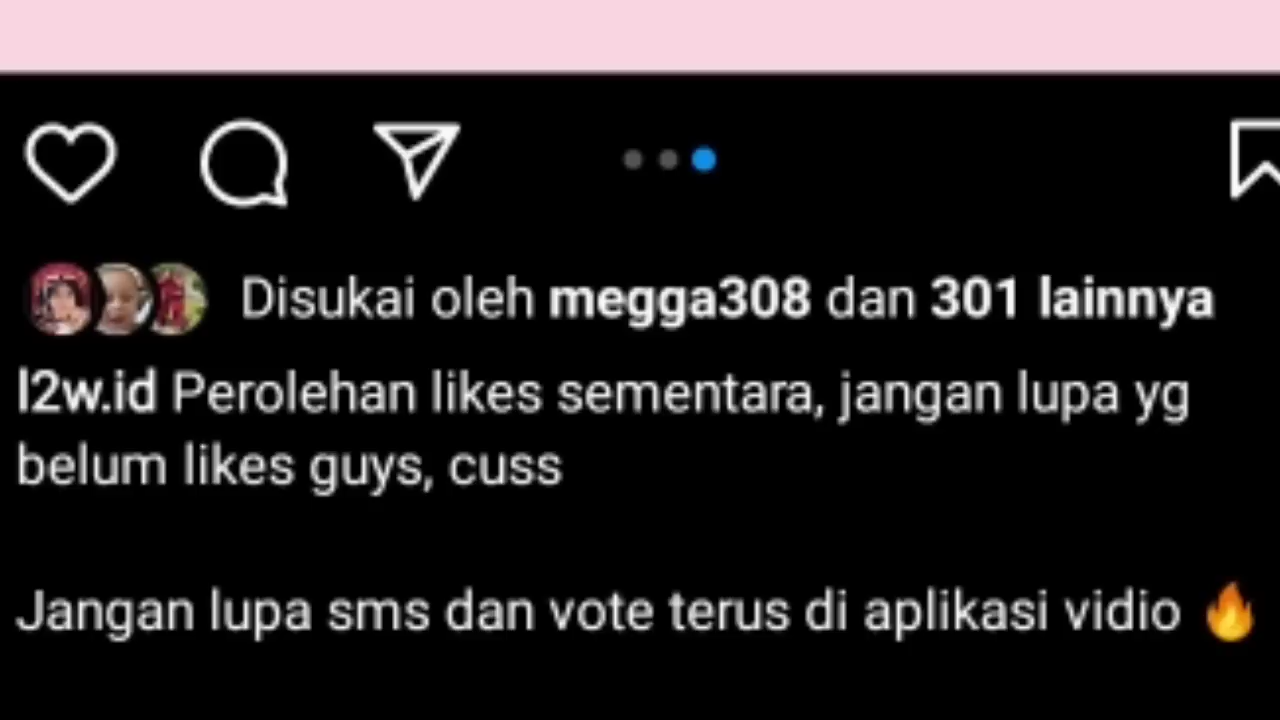 Disukai oleh megga308 dan 301 lainnya
l2w.id Perolehan likes sementara, jangan lupa yg
belum likes guys, cuss
Jangan lupa sms dan vote terus di aplikasi vidio 🔥